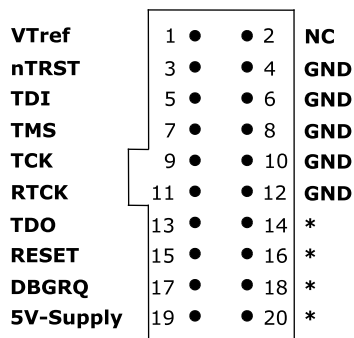 VTref 1 2 NC
nTRST 3 4 GND
TDI 5 6 GND
TMS 7 8 GND
TCK 9 10 GND
RTCK 11 12 GND
TDO 13 14 *
RESET 15 16 *
DBGRQ 17 18 *
5V-Supply 19 20 *